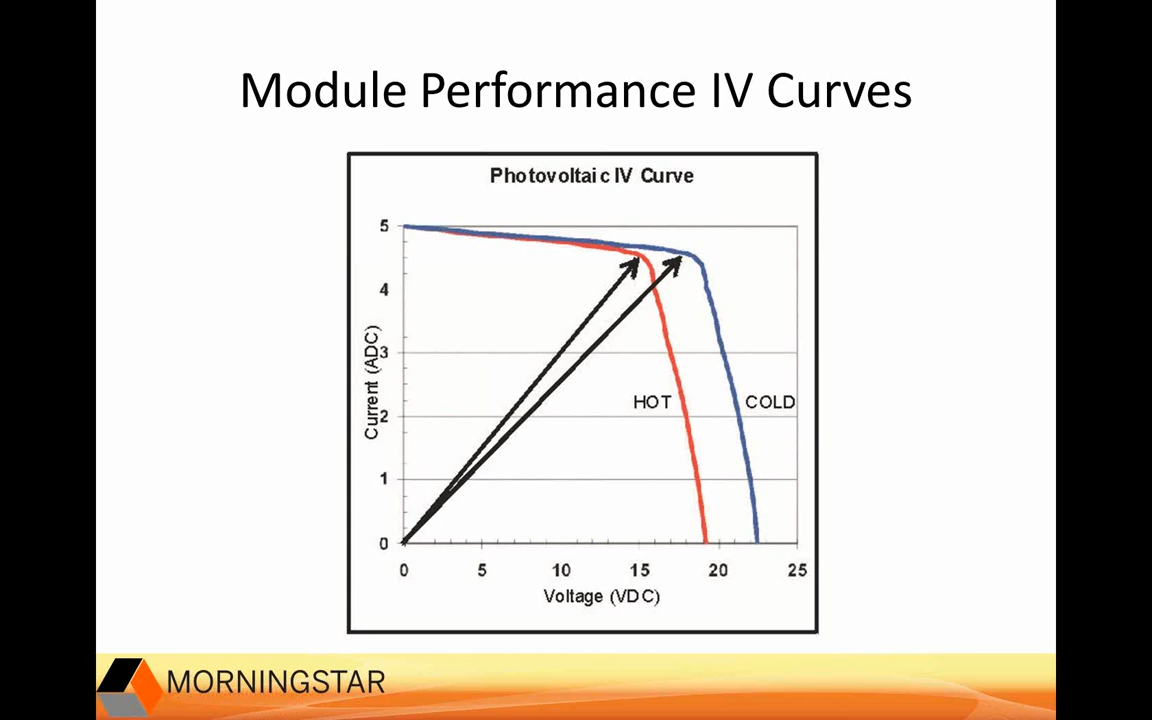 Module Performance IV Curves
Photovoltaic IV Curve
5
4
3
2
1
0
Current (ADC)
HOT
COLD
0 5 10 15 20 25
Voltage (VDC)
MORNINGSTAR